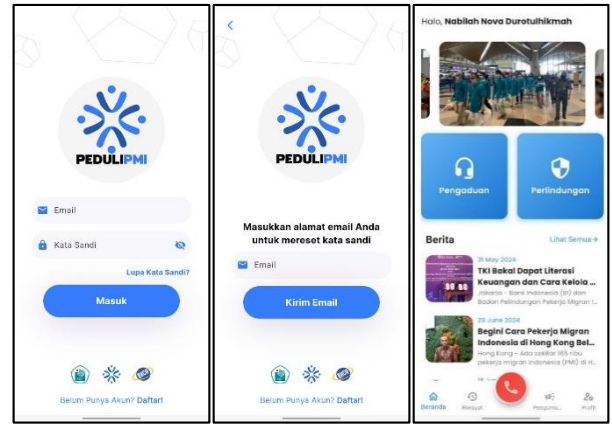 PEDULIPMI
Email
Kata Sandi
Lupa Kata Sandi?
Masuk
Belum Punya Akun? Daftar!
PEDULIPMI
Masukkan alamat email Anda
untuk mereset kata sandi
Email
Kirim Email
Belum Punya Akun? Daftar!
Halo, Nabilah Nova Durotulhikmah
Pengaduan
Perlindungan
Berita
Lihat Semua
31 May 2024
TKI Bakal Dapat Literasi
Keuangan dan Cara Kelola ...
Jakarta - Bank Indonesia (BI) dan
Badan Pelindungan Pekerja Migran I...
29 June 2024
Begini Cara Pekerja Migran
Indonesia di Hong Kong Bel...
Hong Kong - Ada sekitar 165 ribu
pekerja migran Indonesia (PMI) di H...
Beranda
Riwayat
Pengumu...
Profil